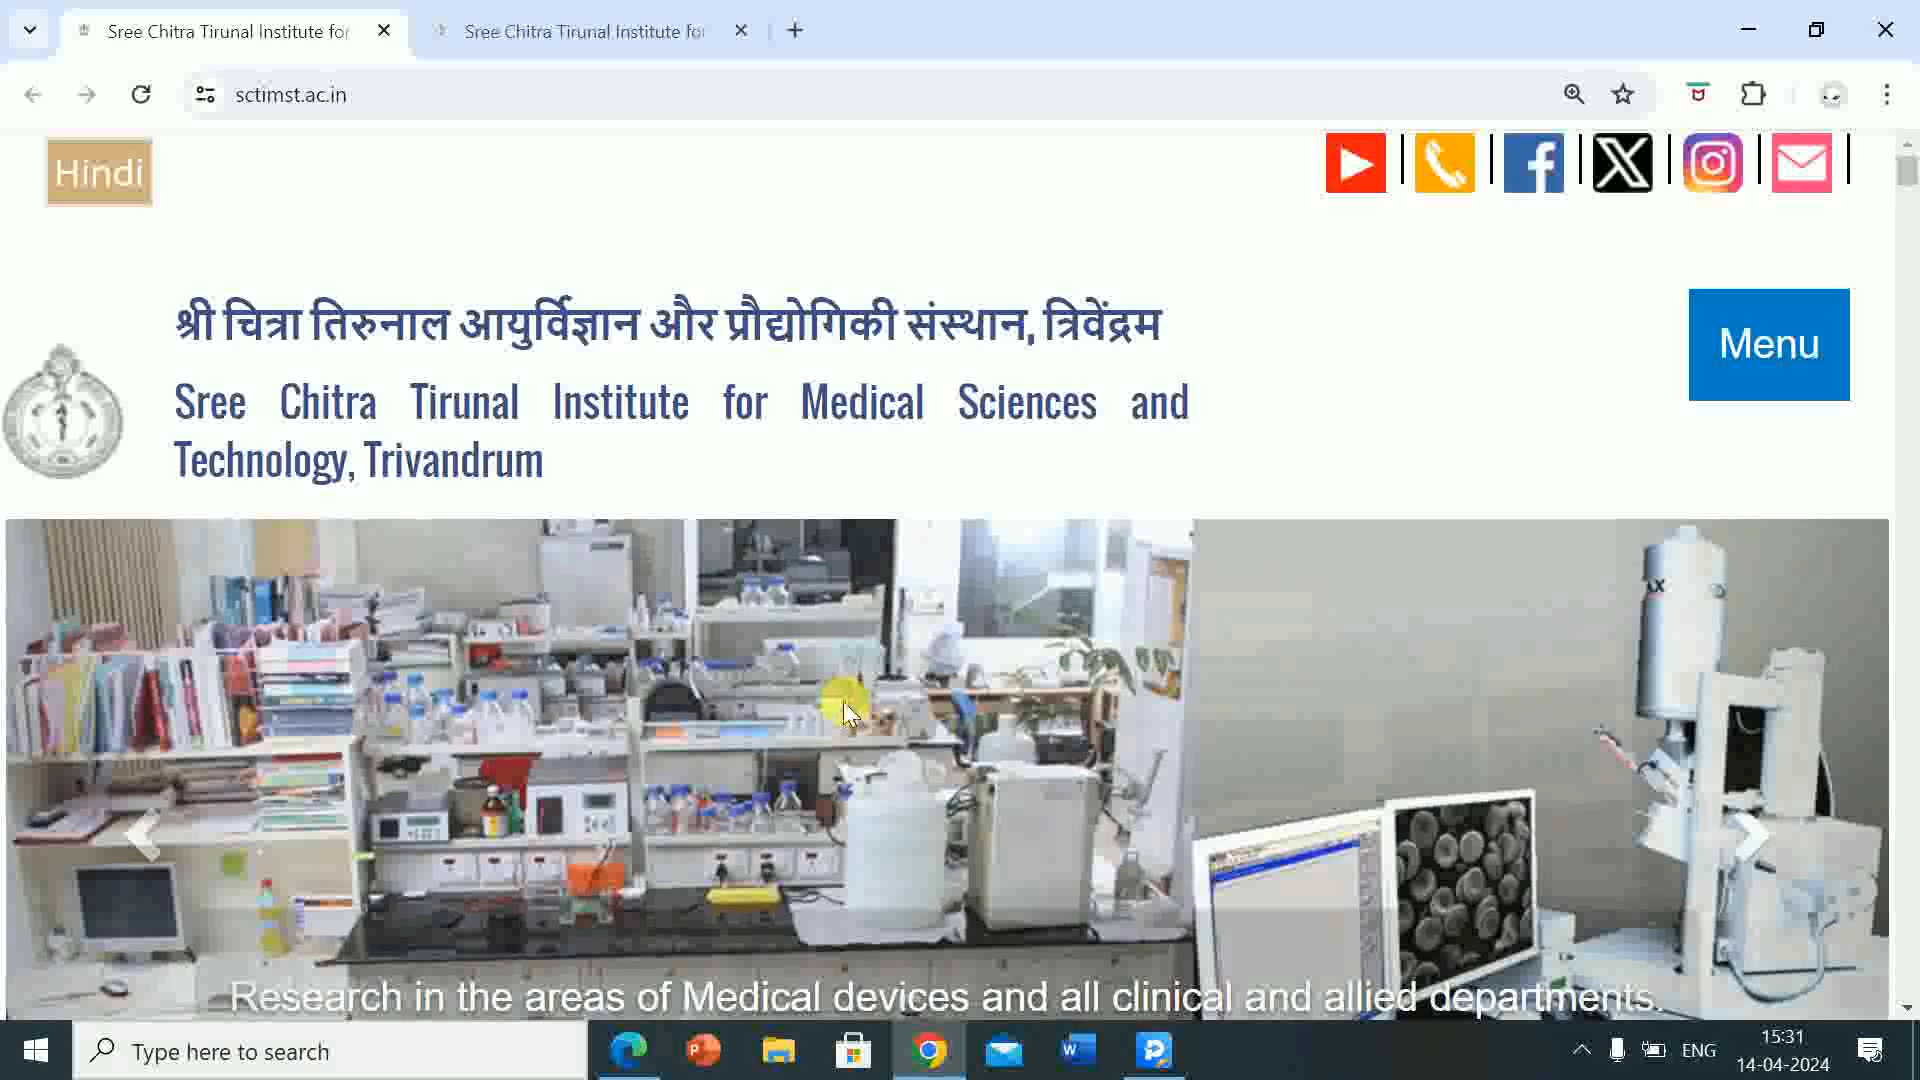 Sree Chitra Tirunal Institute for
Sree Chitra Tirunal Institute for
sctimst.ac.in
Hindi
श्री चित्रा तिरुनाल आयुर्विज्ञान और प्रौद्योगिकी संस्थान, त्रिवेंद्रम
Menu
Sree Chitra Tirunal Institute for Medical Sciences and
Technology, Trivandrum
Research in the areas of Medical devices and all clinical and allied departments.
Type here to search
ENG
15:31
14-04-2024